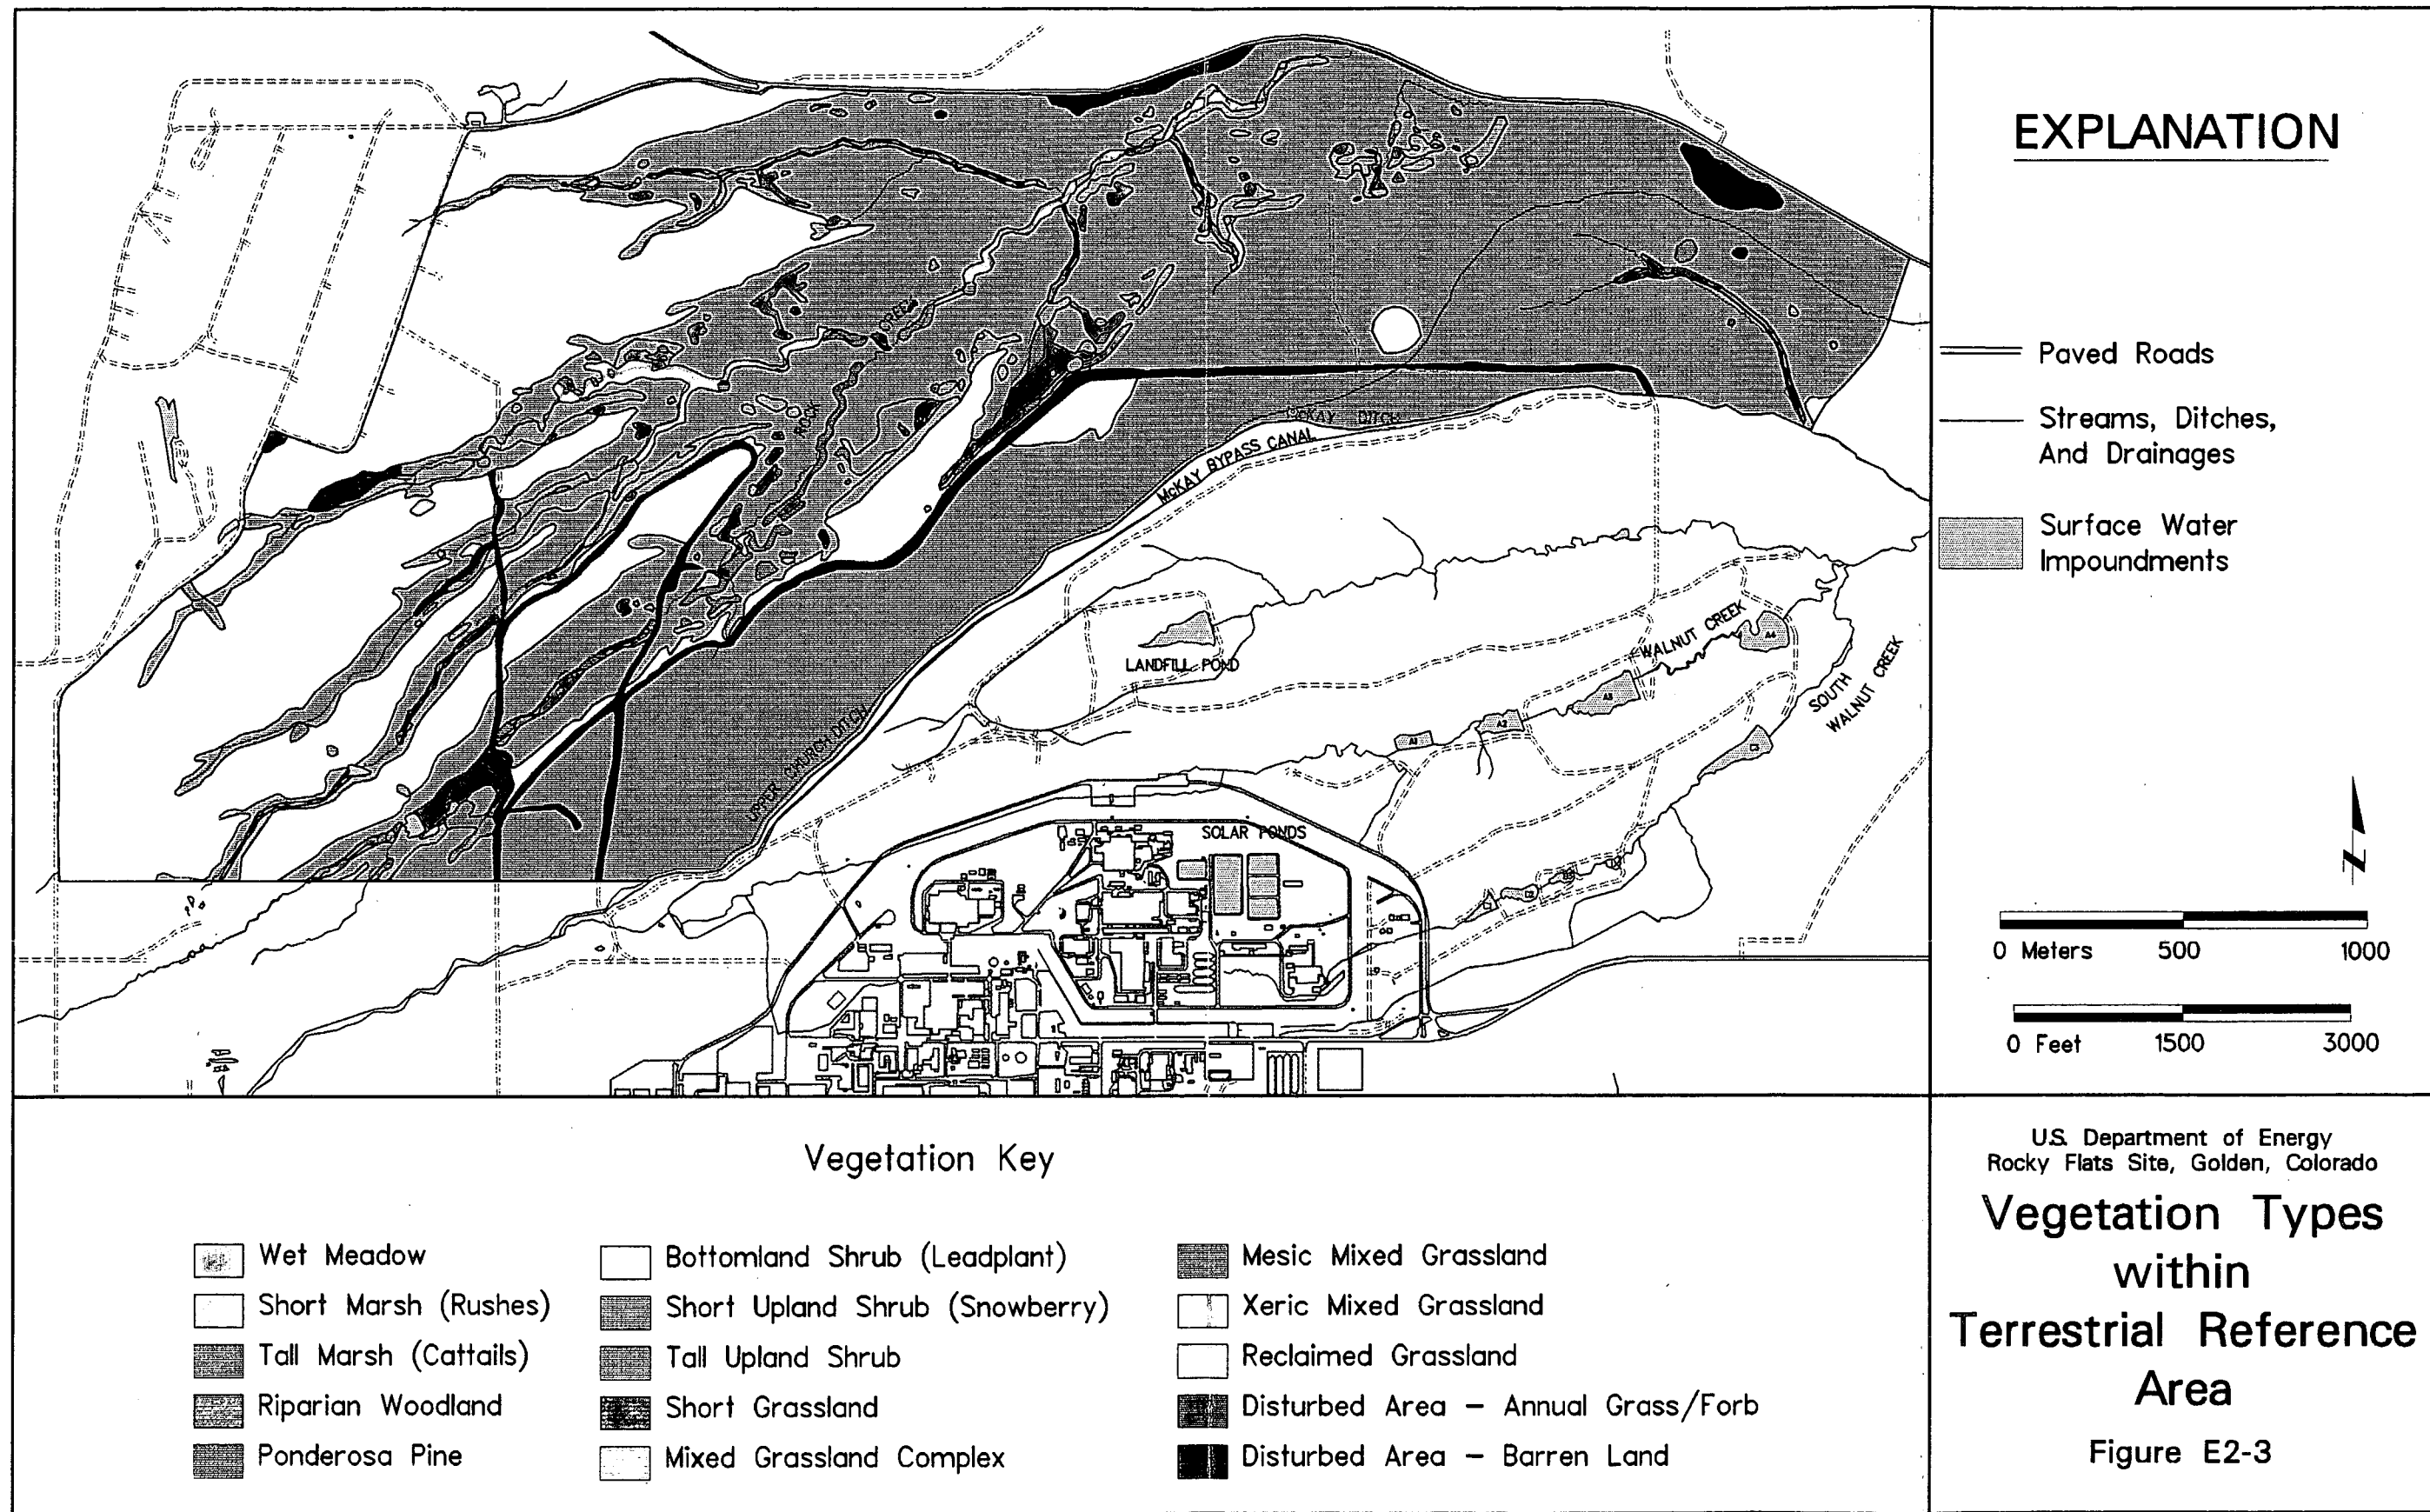 EXPLANATION
Paved Roads
Streams, Ditches,
And Drainages
Surface Water
Impoundments
0 Meters 500 1000
0 Feet 1500 3000
CREEK
ROCK
McKAY DITCH
McKAY BYPASS CANAL
UPPER CHURCH DITCH
LANDFILL POND
WALNUT CREEK
SOUTH
WALNUT CREEK
A4
A3
A2
A1
SOLAR PONDS
Vegetation Key
Wet Meadow
Short Marsh (Rushes)
Tall Marsh (Cattails)
Riparian Woodland
Ponderosa Pine
Bottomland Shrub (Leadplant)
Short Upland Shrub (Snowberry)
Tall Upland Shrub
Short Grassland
Mixed Grassland Complex
Mesic Mixed Grassland
Xeric Mixed Grassland
Reclaimed Grassland
Disturbed Area – Annual Grass/Forb
Disturbed Area – Barren Land
U.S. Department of Energy
Rocky Flats Site, Golden, Colorado
Vegetation Types
within
Terrestrial Reference
Area
Figure E2-3